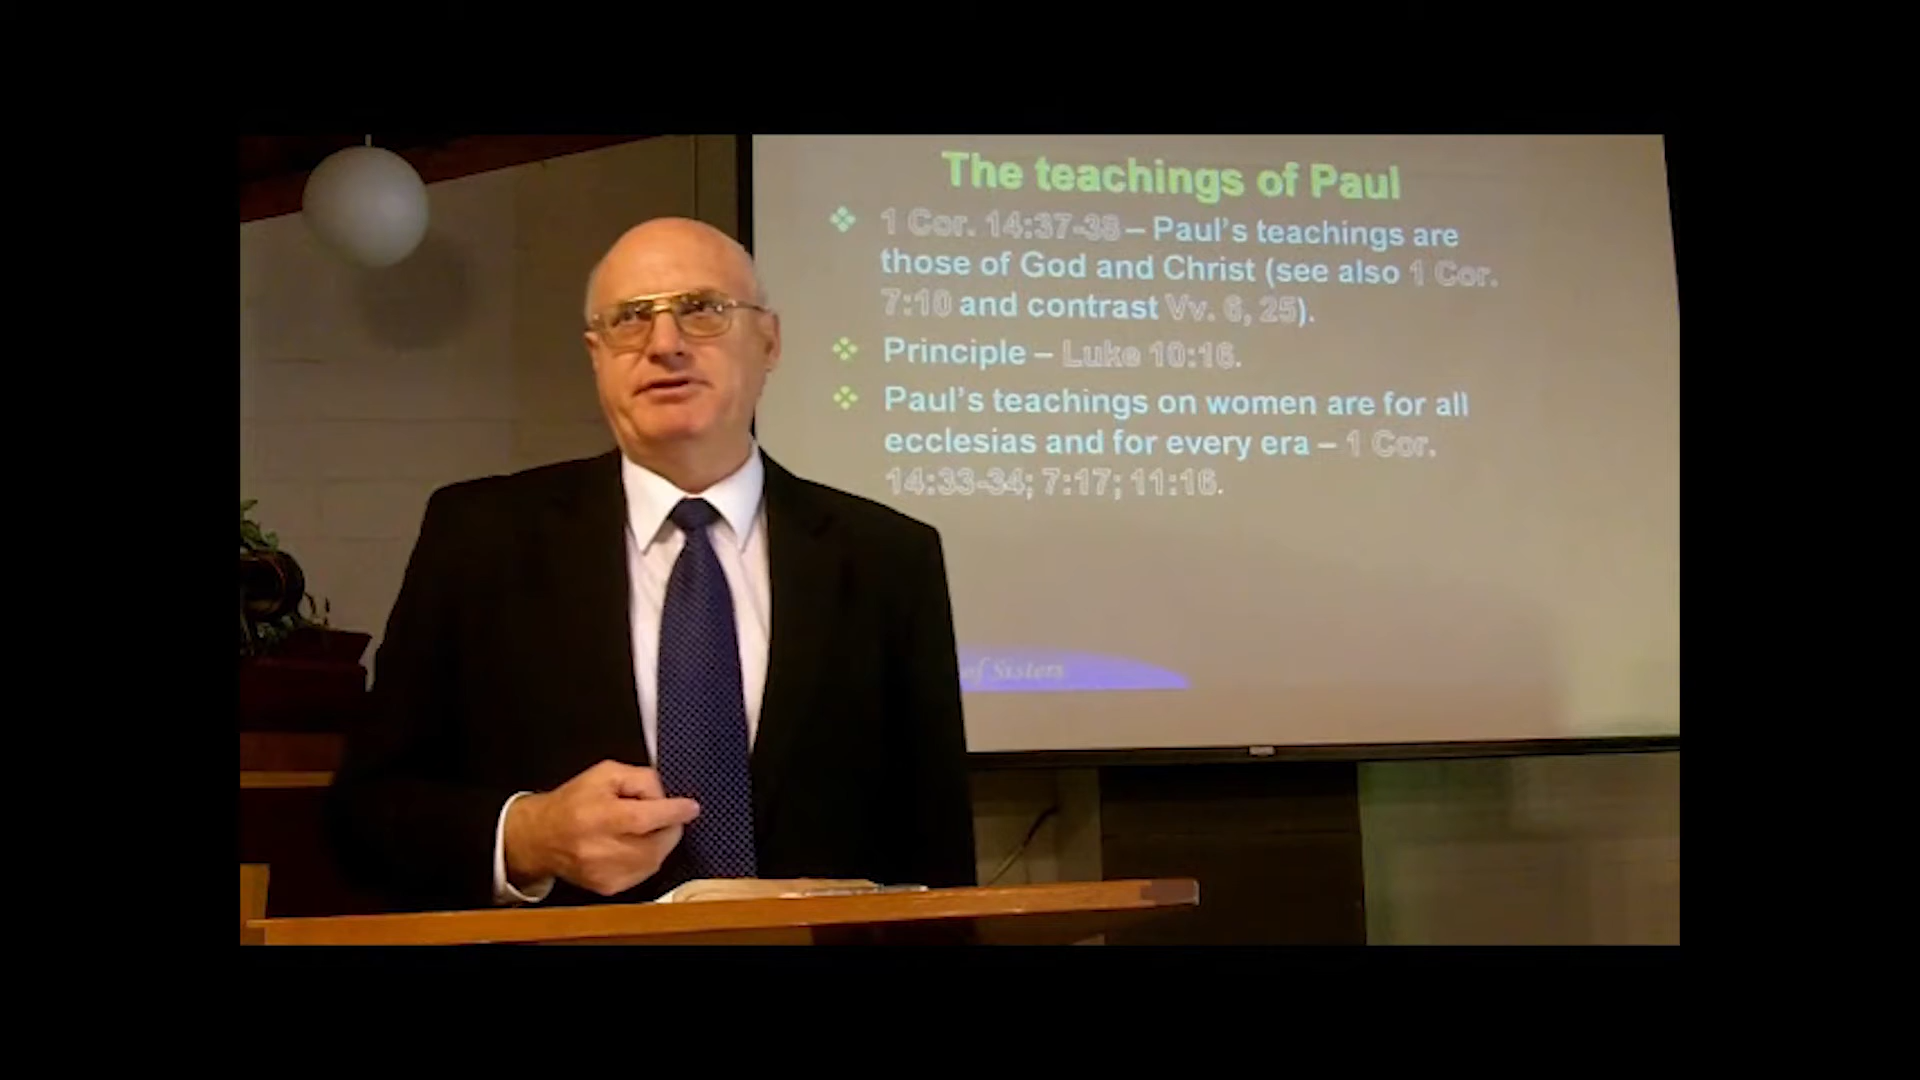 The teachings of Paul
1 Cor. 14:37-38 – Paul's teachings are
those of God and Christ (see also 1 Cor.
7:10 and contrast Vv. 6, 25).
Principle – Luke 10:16.
Paul's teachings on women are for all
ecclesias and for every era – 1 Cor.
14:33-34; 7:17; 11:16.
of Sisters